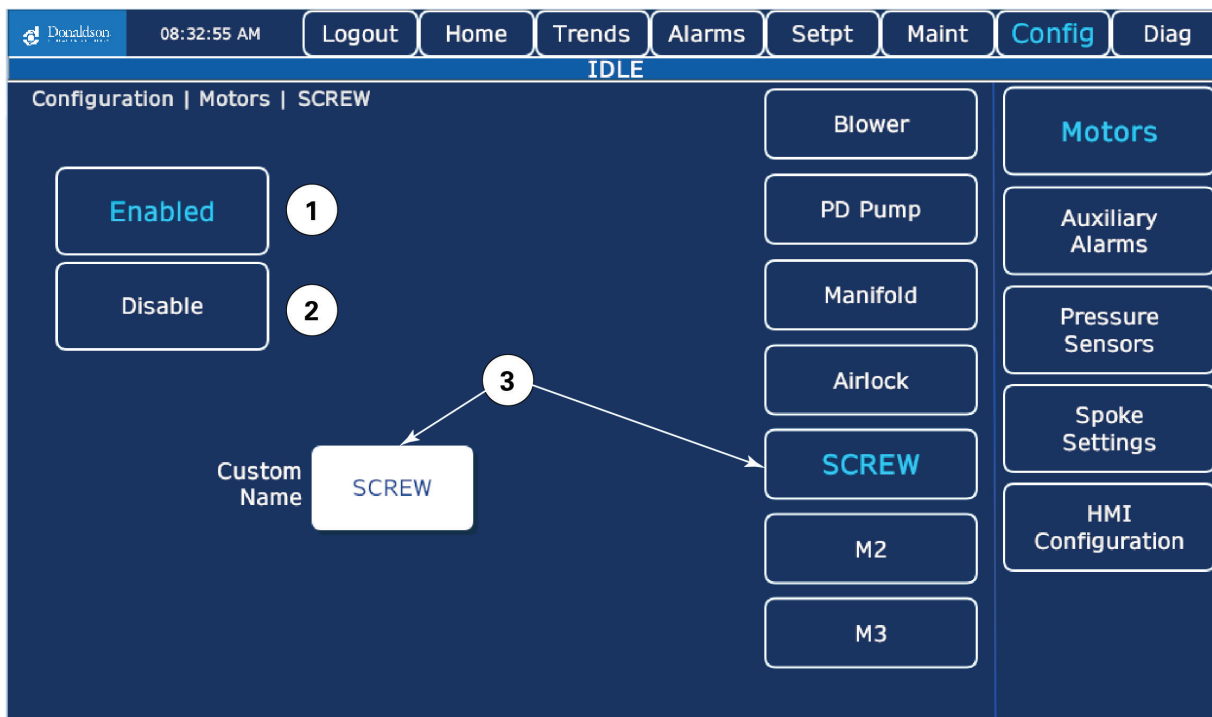 Donaldson
08:32:55 AM
Logout
Home
Trends
Alarms
Setpt
Maint
Config
Diag
IDLE
Configuration | Motors | SCREW
Enabled
1
Disable
2
3
Custom
Name
SCREW
Blower
PD Pump
Manifold
Airlock
SCREW
M2
M3
Motors
Auxiliary
Alarms
Pressure
Sensors
Spoke
Settings
HMI
Configuration